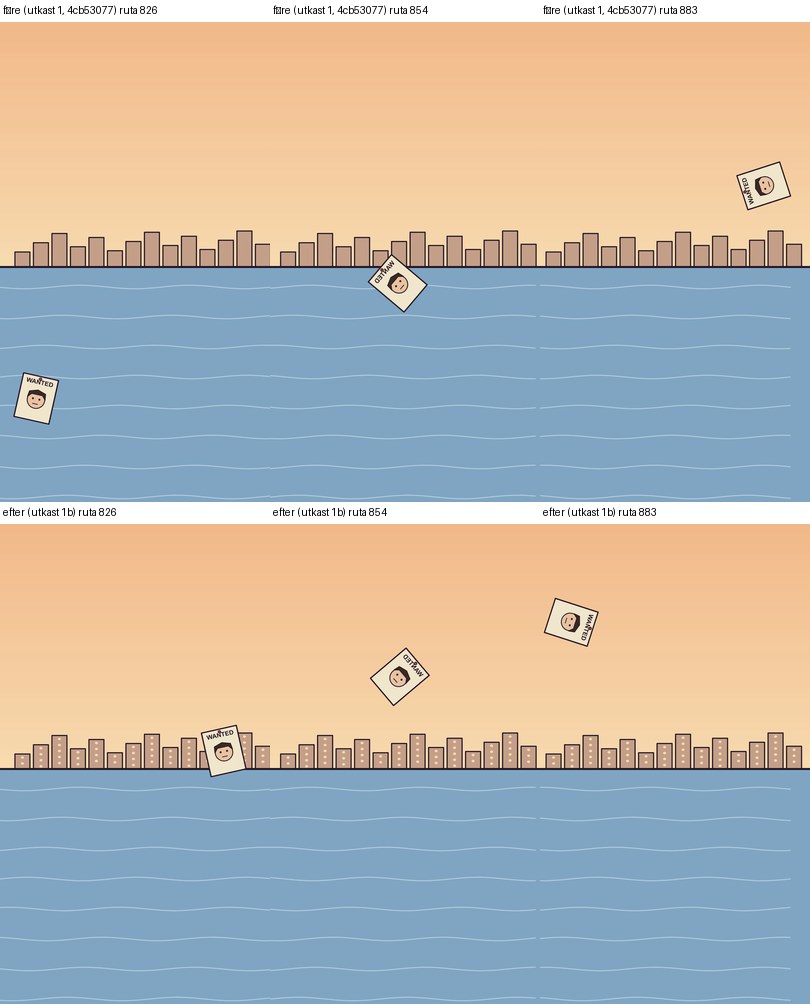 före (utkast 1, 4cb53077) ruta 826
före (utkast 1, 4cb53077) ruta 854
före (utkast 1, 4cb53077) ruta 883
WANTED
WANTED
WANTED
efter (utkast 1b) ruta 826
efter (utkast 1b) ruta 854
efter (utkast 1b) ruta 883
WANTED
WANTED
WANTED